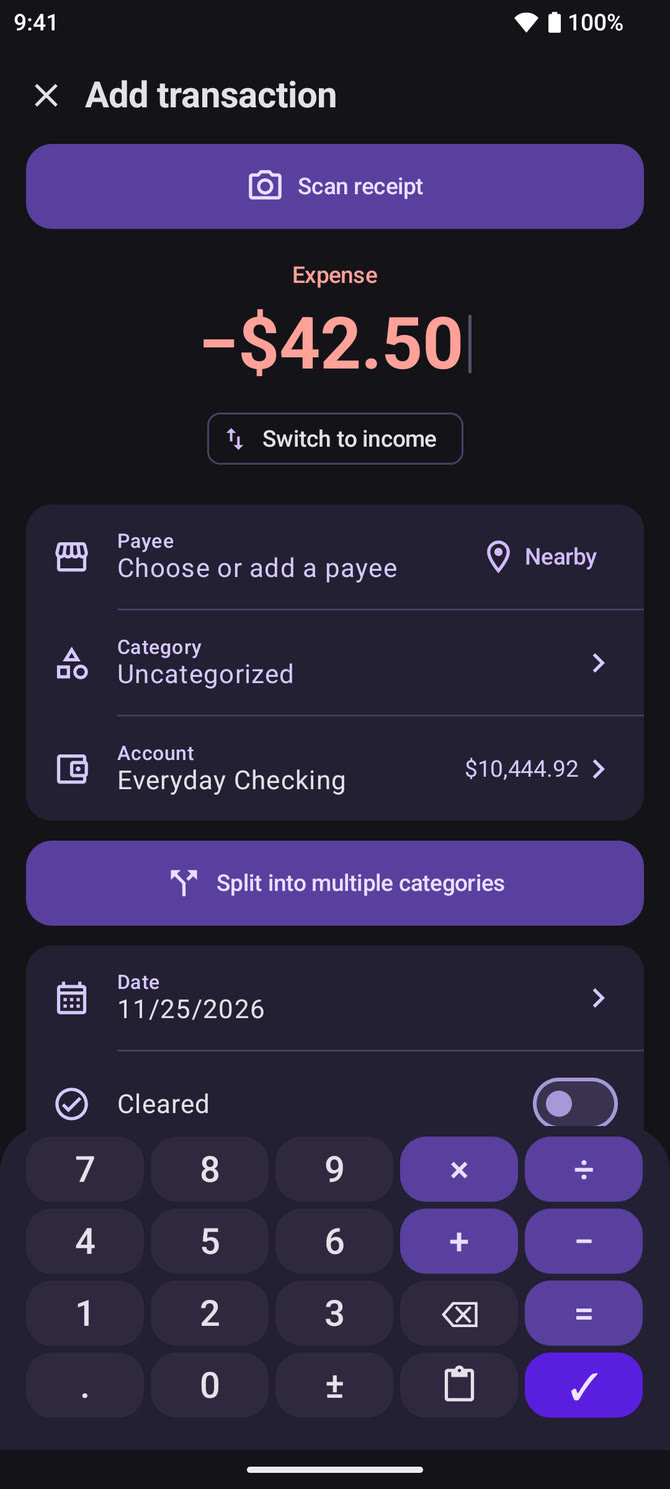 9:41
100%
Add transaction
Scan receipt
Expense
−$42.50
Switch to income
Payee
Choose or add a payee
Nearby
Category
Uncategorized
Account
Everyday Checking
$10,444.92
Split into multiple categories
Date
11/25/2026
Cleared
7 8 9 × ÷
4 5 6 + −
1 2 3 =
. 0 ± ✓